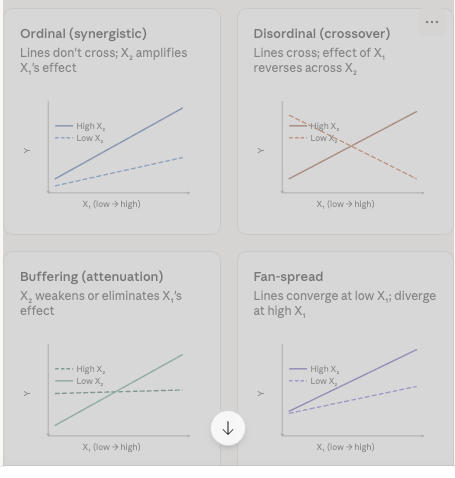 Ordinal (synergistic)
Lines don't cross; X₂ amplifies
X₁'s effect
High X₂
Low X₂
Y
X₁ (low → high)
Disordinal (crossover)
Lines cross; effect of X₁
reverses across X₂
High X₂
Low X₂
Y
X₁ (low → high)
Buffering (attenuation)
X₂ weakens or eliminates X₁'s
effect
High X₂
Low X₂
Y
X₁ (low → high)
Fan-spread
Lines converge at low X₁; diverge
at high X₁
High X₂
Low X₂
Y
X₁ (low → high)